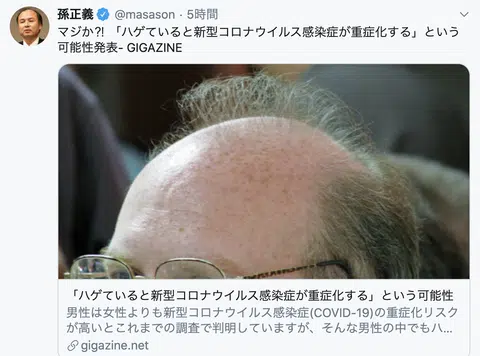 孫正義 @masason · 5時間
マジか?! 「ハゲていると新型コロナウイルス感染症が重症化する」という
可能性発表- GIGAZINE
「ハゲていると新型コロナウイルス感染症が重症化する」という可能性
男性は女性よりも新型コロナウイルス感染症(COVID-19)の重症化リスク
が高いとこれまでの調査で判明していますが、そんな男性の中でもハ...
gigazine.net